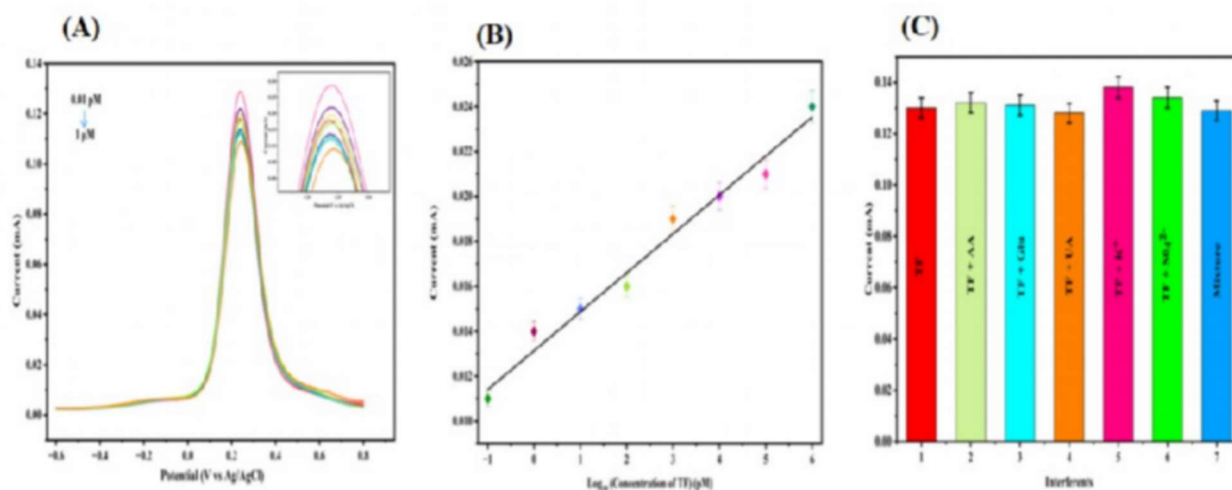 (A)
0.14
0.12
0.10
0.08
0.06
0.04
0.02
0.00
Current (mA)
0.01 pM
1 μM
-0.6
-0.4
-0.2
0.0
0.2
0.4
0.6
0.8
Potential (V vs Ag/AgCl)
(B)
0.026
0.024
0.022
0.020
0.018
0.016
0.014
0.012
0.010
Current (mA)
-1
0
1
2
3
4
5
6
Log₁₀ (Concentration of TF) (pM)
(C)
0.14
0.12
0.10
0.08
0.06
0.04
0.02
0.00
Current (mA)
TF
TF + AA
TF + Glu
TF + UA
TF + K⁺
TF + SO₄²⁻
Mixture
1
2
3
4
5
6
7
Interferents